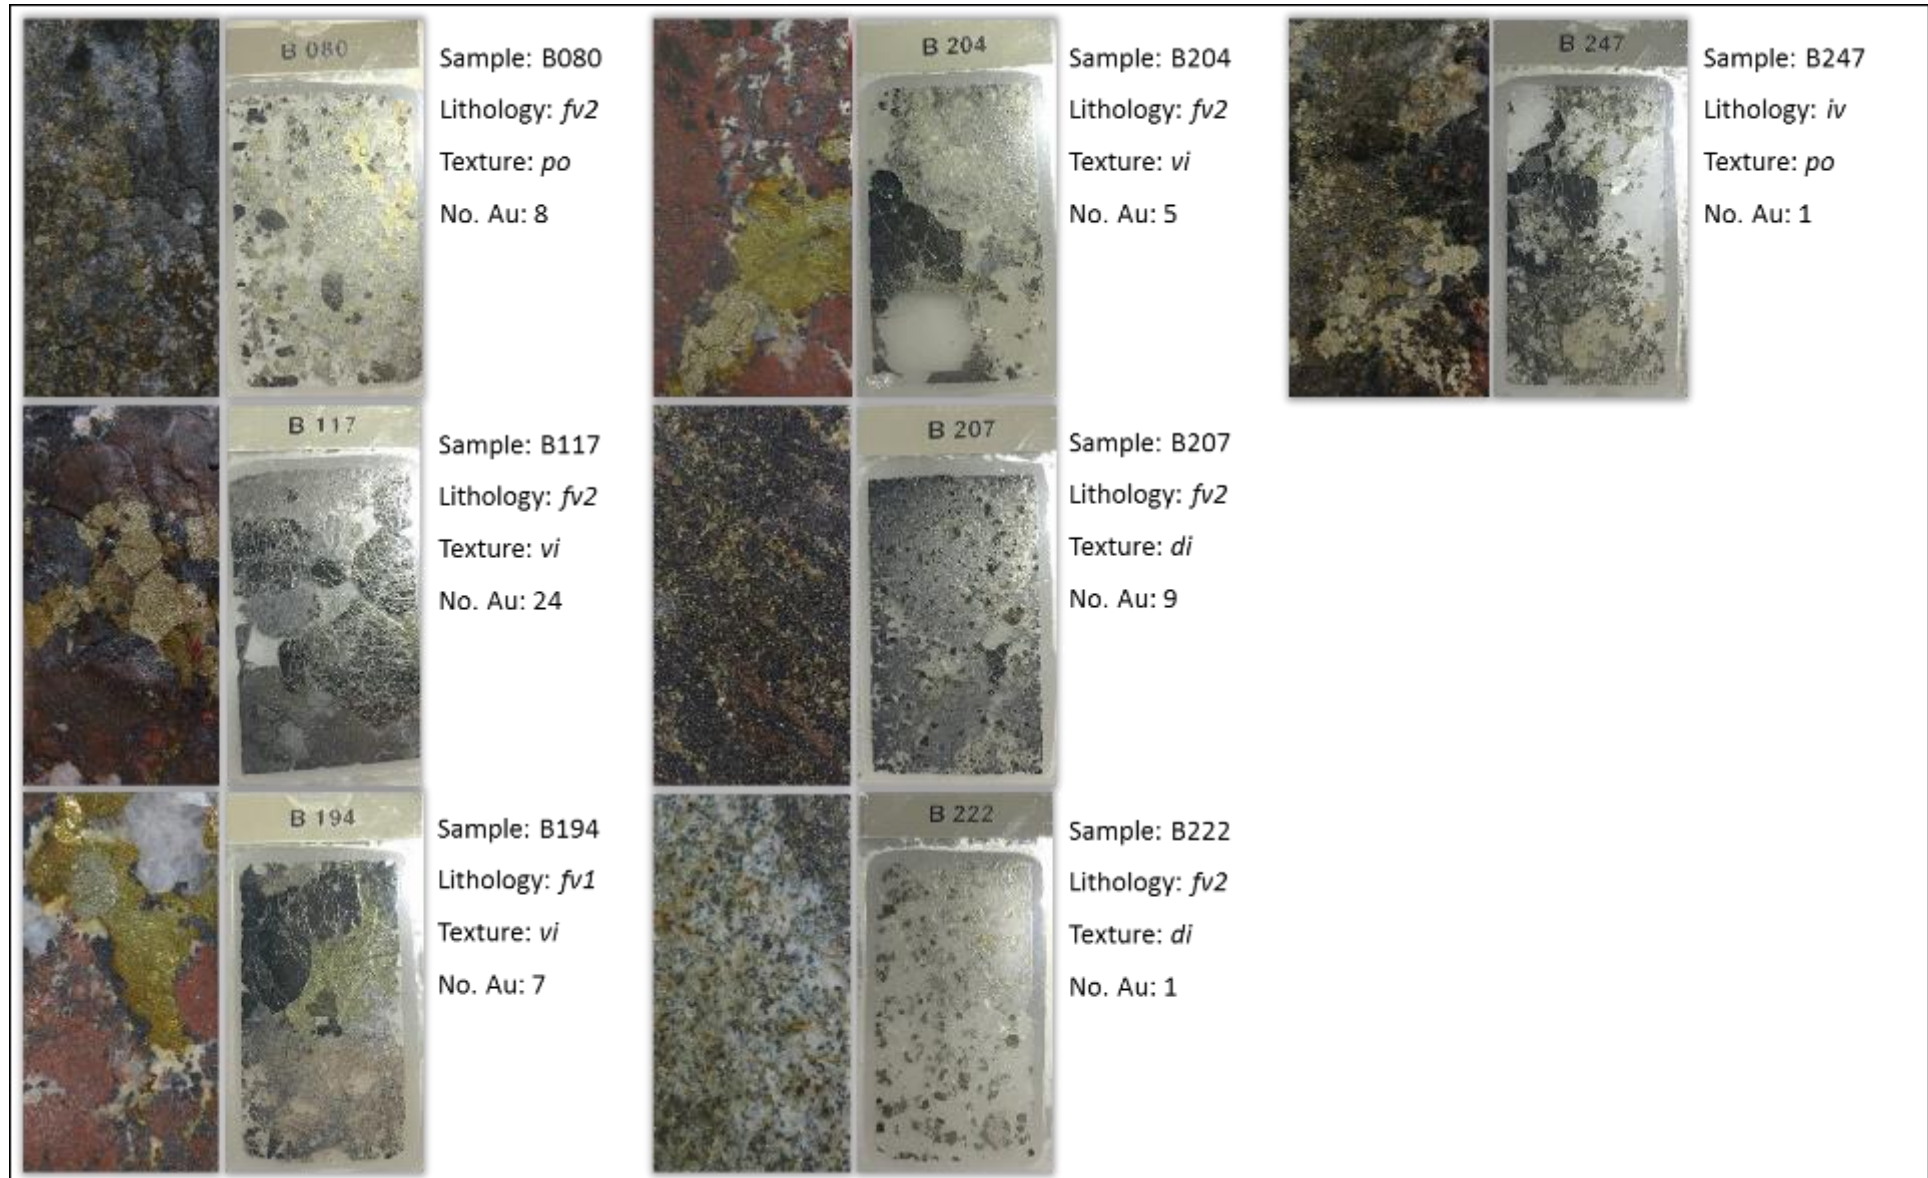 B 080
Sample: B080
Lithology: fv2
Texture: po
No. Au: 8
B 117
Sample: B117
Lithology: fv2
Texture: vi
No. Au: 24
B 194
Sample: B194
Lithology: fv1
Texture: vi
No. Au: 7
B 204
Sample: B204
Lithology: fv2
Texture: vi
No. Au: 5
B 207
Sample: B207
Lithology: fv2
Texture: di
No. Au: 9
B 222
Sample: B222
Lithology: fv2
Texture: di
No. Au: 1
B 247
Sample: B247
Lithology: iv
Texture: po
No. Au: 1